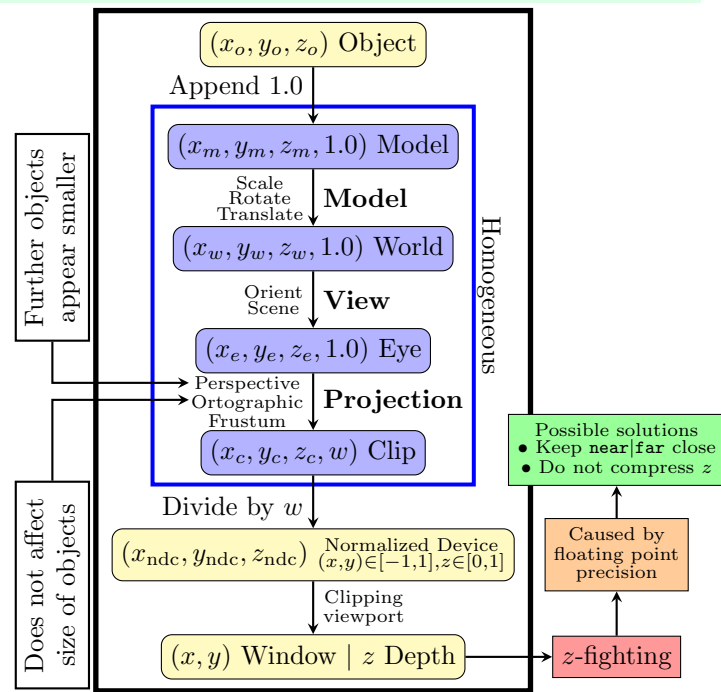 (x_o, y_o, z_o) Object
Append 1.0
(x_m, y_m, z_m, 1.0) Model
Scale
Rotate
Translate
Model
(x_w, y_w, z_w, 1.0) World
Orient
Scene
View
(x_e, y_e, z_e, 1.0) Eye
Perspective
Ortographic
Frustum
Projection
(x_c, y_c, z_c, w) Clip
Homogeneous
Divide by w
(x_ndc, y_ndc, z_ndc) Normalized Device
(x,y)∈[−1,1],z∈[0,1]
Clipping
viewport
(x, y) Window | z Depth
Further objects
appear smaller
Does not affect
size of objects
Possible solutions
• Keep near|far close
• Do not compress z
Caused by
floating point
precision
z-fighting